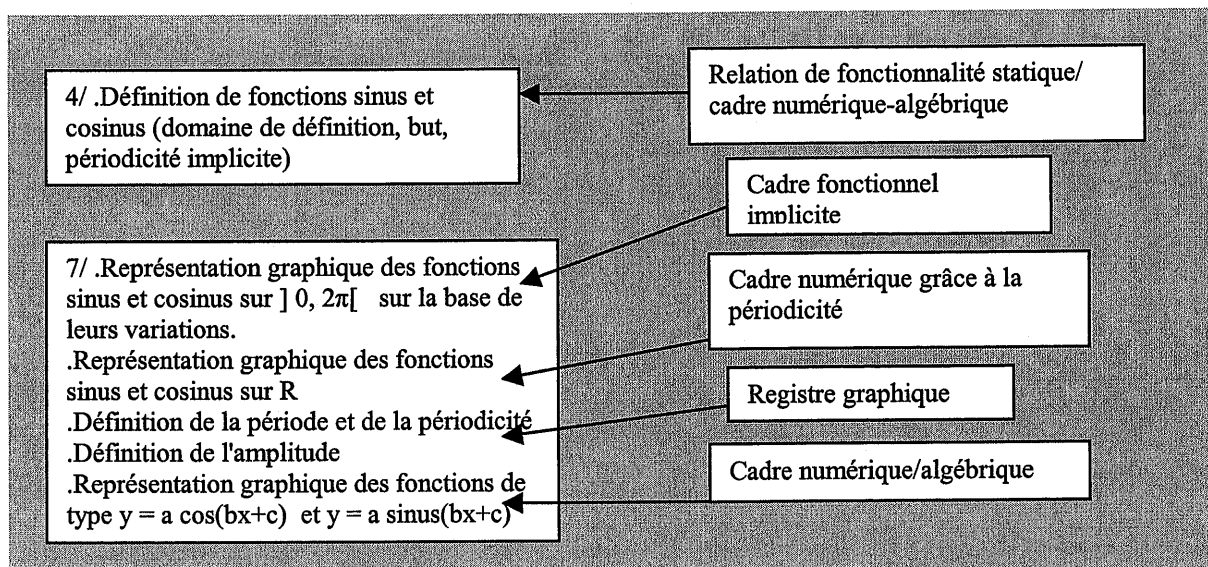 4/ .Définition de fonctions sinus et
cosinus (domaine de définition, but,
périodicité implicite)
Relation de fonctionnalité statique/
cadre numérique-algébrique
Cadre fonctionnel
implicite
7/ .Représentation graphique des fonctions
sinus et cosinus sur ] 0, 2π[ sur la base de
leurs variations.
.Représentation graphique des fonctions
sinus et cosinus sur R
.Définition de la période et de la périodicité
.Définition de l'amplitude
.Représentation graphique des fonctions de
type y = a cos(bx+c) et y = a sinus(bx+c)
Cadre numérique grâce à la
périodicité
Registre graphique
Cadre numérique/algébrique